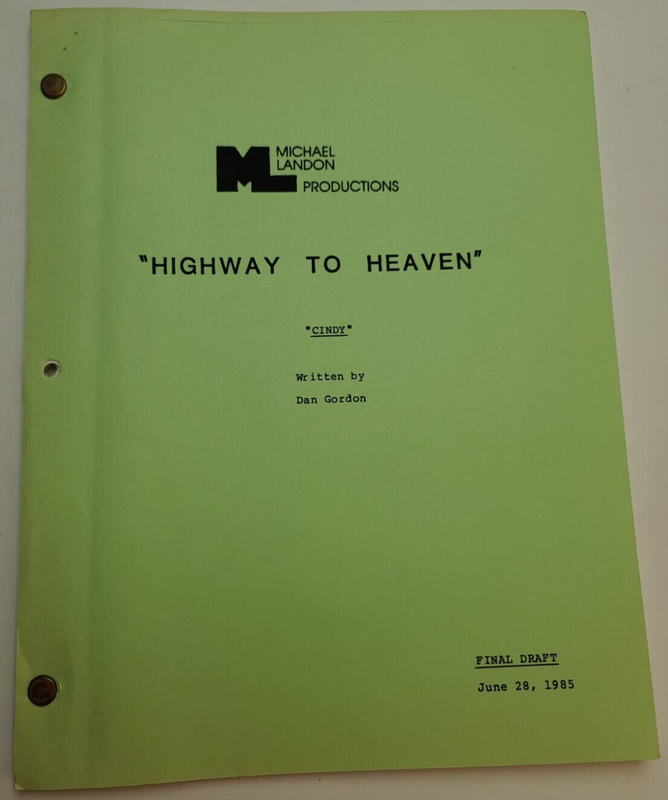 ML MICHAEL
LANDON
PRODUCTIONS
"HIGHWAY TO HEAVEN"
"CINDY"
Written by
Dan Gordon
FINAL DRAFT
June 28, 1985